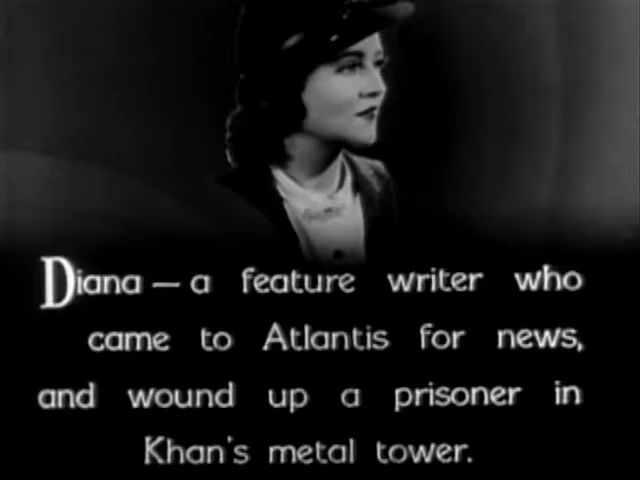 Diana — a feature writer who
came to Atlantis for news,
and wound up a prisoner in
Khan's metal tower.